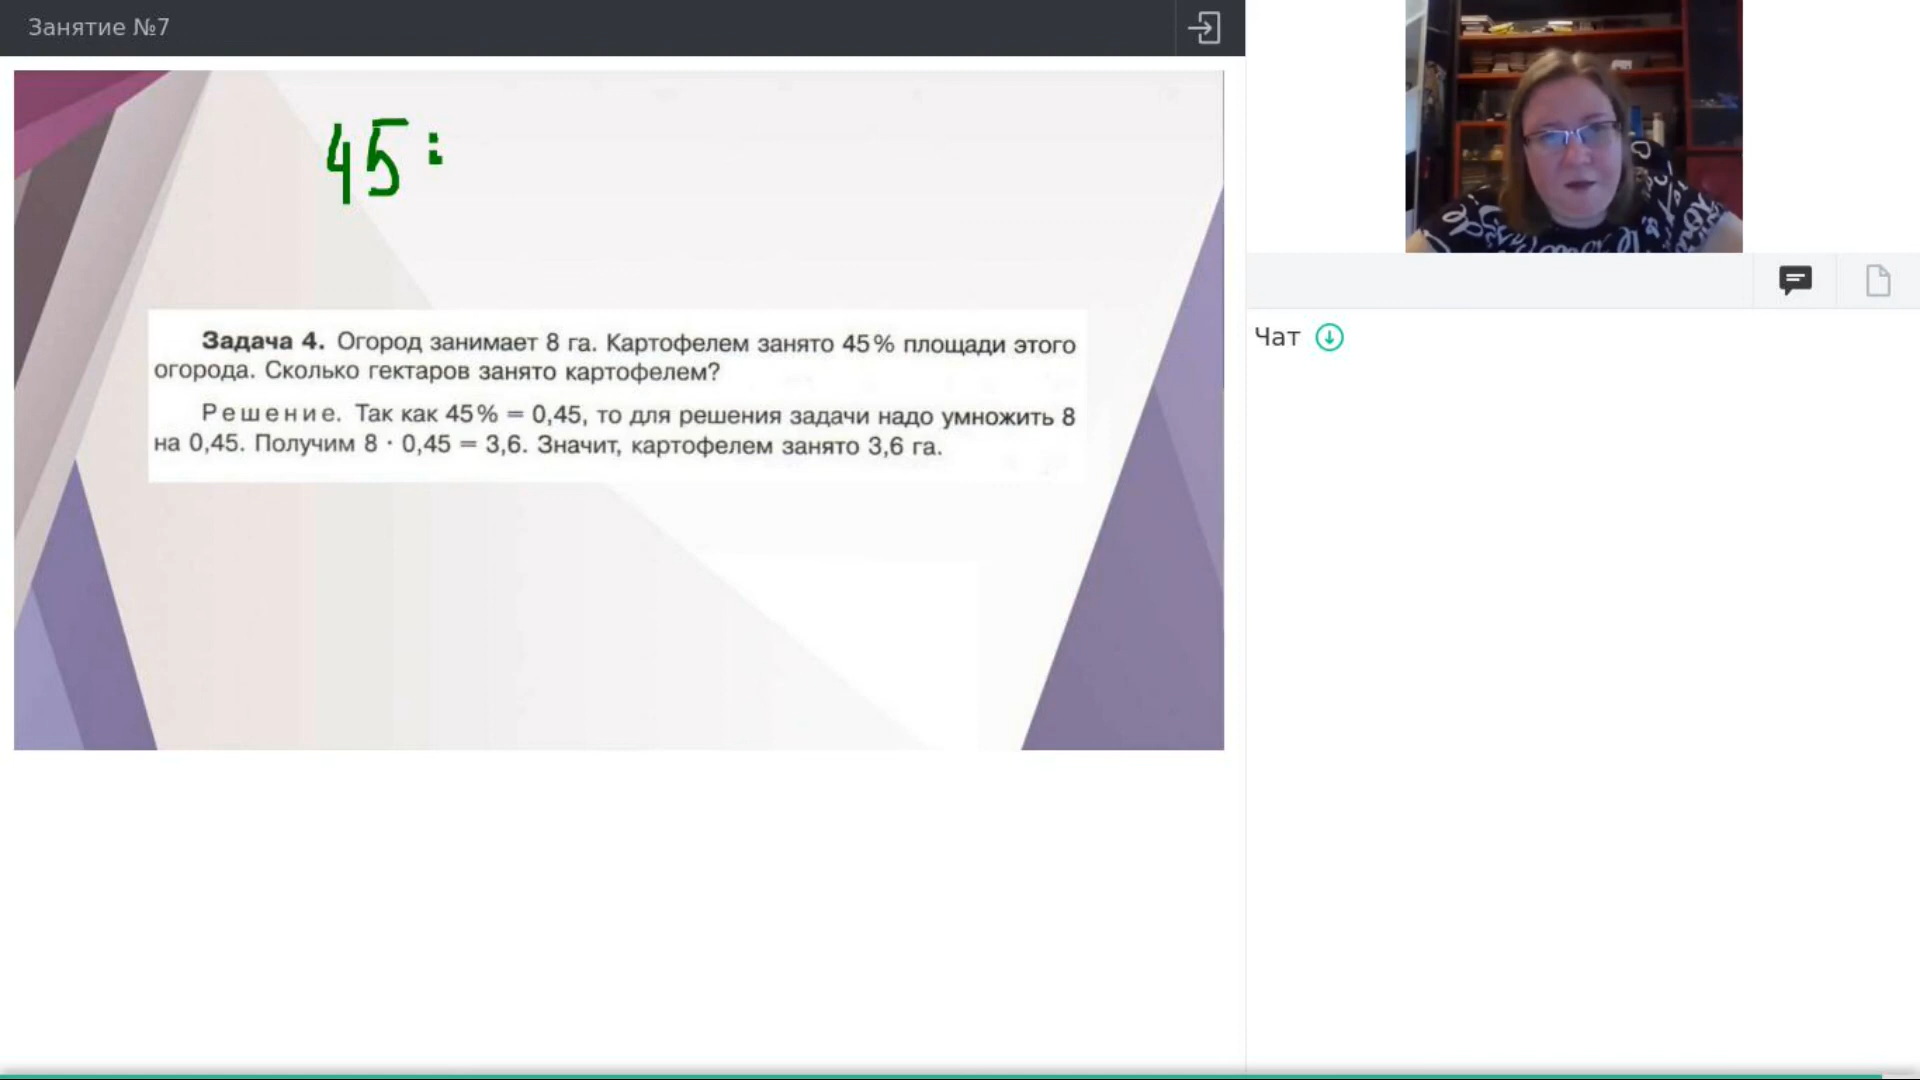 Занятие №7
45 :
Задача 4. Огород занимает 8 га. Картофелем занято 45% площади этого
огорода. Сколько гектаров занято картофелем?
Решение. Так как 45% = 0,45, то для решения задачи надо умножить 8
на 0,45. Получим 8 · 0,45 = 3,6. Значит, картофелем занято 3,6 га.
Чат